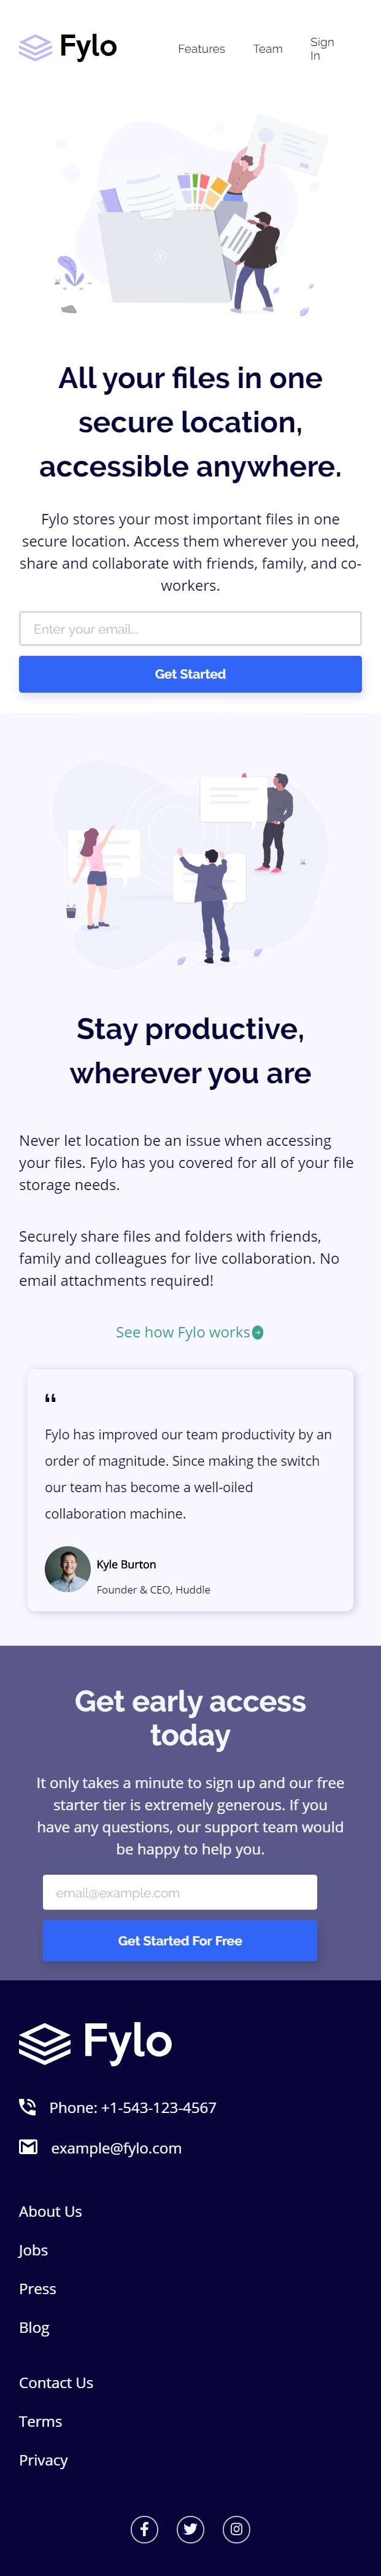 Fylo
Features
Team
Sign
In
All your files in one
secure location,
accessible anywhere.
Fylo stores your most important files in one
secure location. Access them wherever you need,
share and collaborate with friends, family, and co-
workers.
Enter your email...
Get Started
Stay productive,
wherever you are
Never let location be an issue when accessing
your files. Fylo has you covered for all of your file
storage needs.
Securely share files and folders with friends,
family and colleagues for live collaboration. No
email attachments required!
See how Fylo works
“
Fylo has improved our team productivity by an
order of magnitude. Since making the switch
our team has become a well-oiled
collaboration machine.
Kyle Burton
Founder & CEO, Huddle
Get early access
today
It only takes a minute to sign up and our free
starter tier is extremely generous. If you
have any questions, our support team would
be happy to help you.
email@example.com
Get Started For Free
Fylo
Phone: +1-543-123-4567
example@fylo.com
About Us
Jobs
Press
Blog
Contact Us
Terms
Privacy